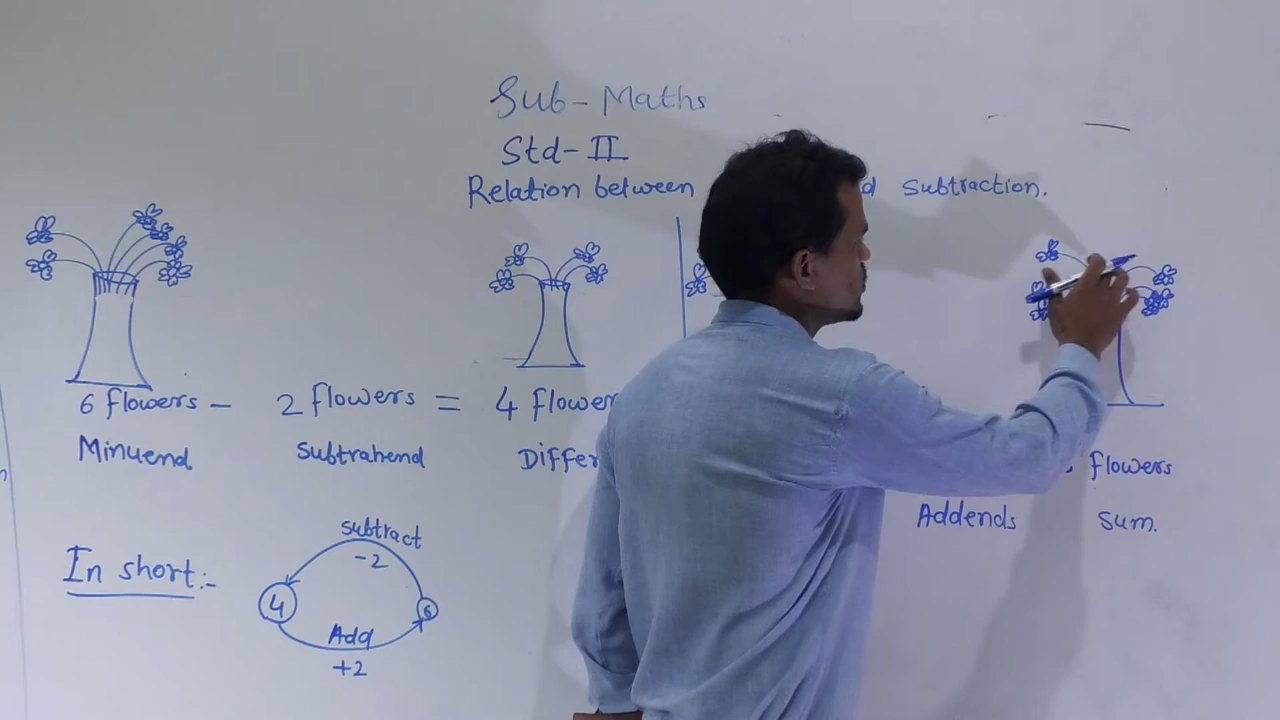 Sub - Maths
Std - II
Relation between d subtraction.
6 flowers - 2 flowers = 4 flower
Minuend Subtrahend Differ
flowers
Addends sum.
In short :-
subtract
-2
4 6
Add
+2